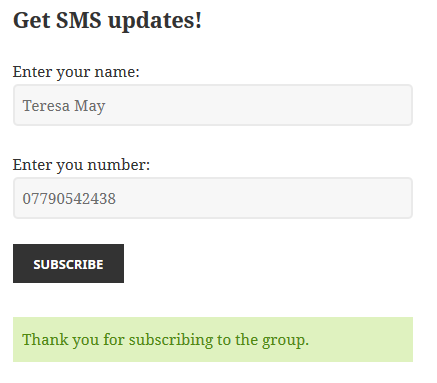 Get SMS updates!
Enter your name:
Teresa May
Enter you number:
07790542438
SUBSCRIBE
Thank you for subscribing to the group.